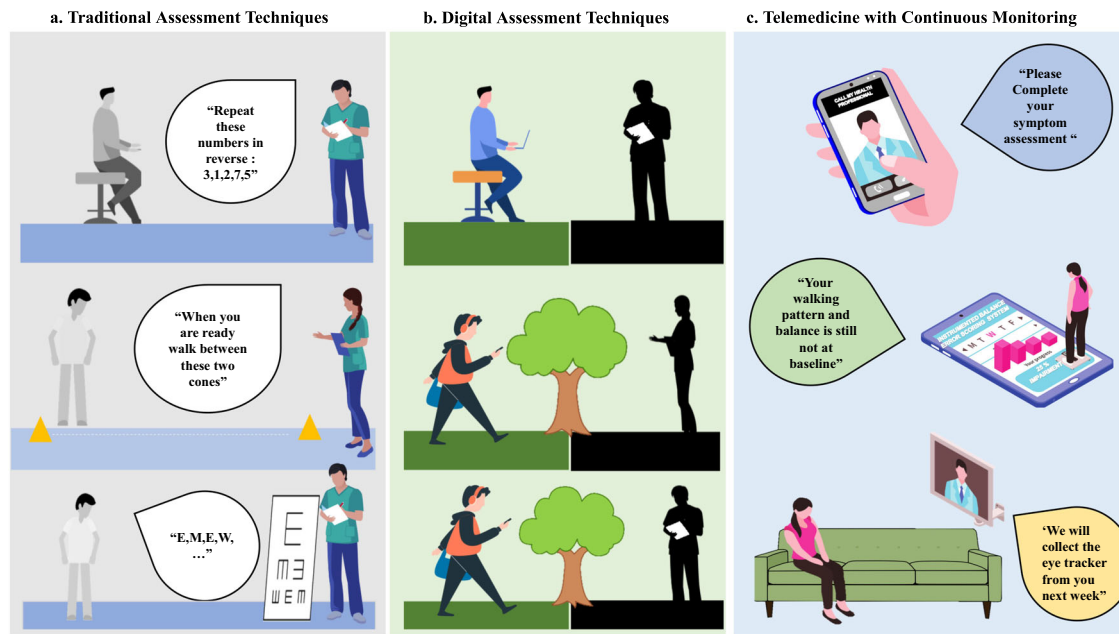 a. Traditional Assessment Techniques
b. Digital Assessment Techniques
c. Telemedicine with Continuous Monitoring
“Repeat
these
numbers in
reverse :
3,1,2,7,5”
“When you
are ready
walk between
these two
cones”
“E,M,E,W,
…”
E
M 3
W E M
CALL MY HEALTH
PROFESSIONAL
“Please
Complete
your
symptom
assessment “
“Your
walking
pattern and
balance is still
not at
baseline”
INSTRUMENTED BALANCE
ERROR SCORING SYSTEM
M T W T F
Your progress
25 %
‘We will
collect the
eye tracker
from you
next week”